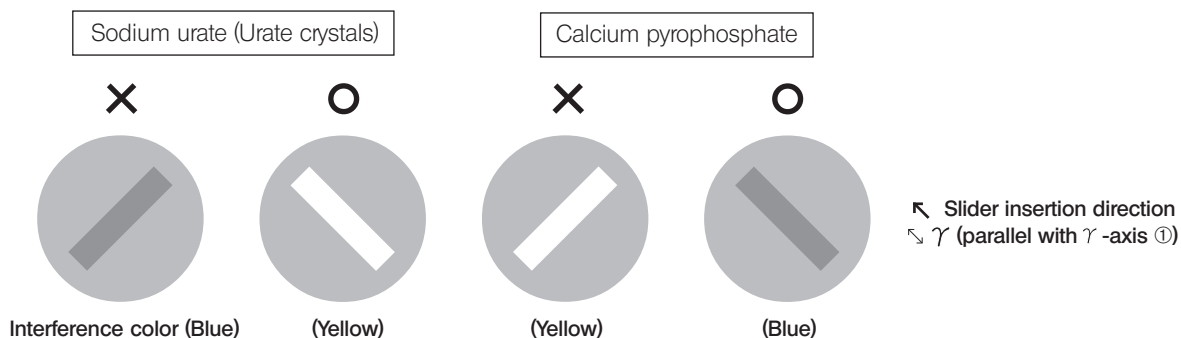 Sodium urate (Urate crystals)
Calcium pyrophosphate
Slider insertion direction
γ (parallel with γ -axis ①)
Interference color (Blue)
(Yellow)
(Yellow)
(Blue)